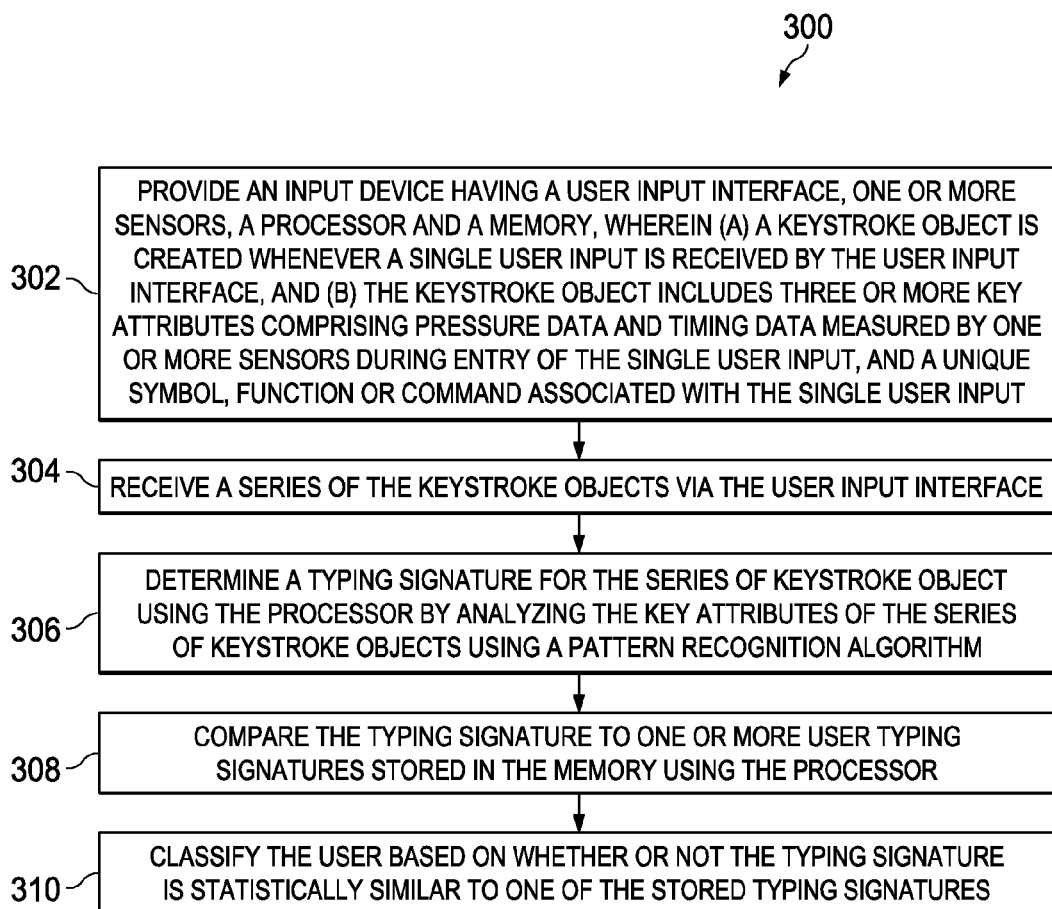 300
302
PROVIDE AN INPUT DEVICE HAVING A USER INPUT INTERFACE, ONE OR MORE
SENSORS, A PROCESSOR AND A MEMORY, WHEREIN (A) A KEYSTROKE OBJECT IS
CREATED WHENEVER A SINGLE USER INPUT IS RECEIVED BY THE USER INPUT
INTERFACE, AND (B) THE KEYSTROKE OBJECT INCLUDES THREE OR MORE KEY
ATTRIBUTES COMPRISING PRESSURE DATA AND TIMING DATA MEASURED BY ONE
OR MORE SENSORS DURING ENTRY OF THE SINGLE USER INPUT, AND A UNIQUE
SYMBOL, FUNCTION OR COMMAND ASSOCIATED WITH THE SINGLE USER INPUT
304
RECEIVE A SERIES OF THE KEYSTROKE OBJECTS VIA THE USER INPUT INTERFACE
306
DETERMINE A TYPING SIGNATURE FOR THE SERIES OF KEYSTROKE OBJECT
USING THE PROCESSOR BY ANALYZING THE KEY ATTRIBUTES OF THE SERIES
OF KEYSTROKE OBJECTS USING A PATTERN RECOGNITION ALGORITHM
308
COMPARE THE TYPING SIGNATURE TO ONE OR MORE USER TYPING
SIGNATURES STORED IN THE MEMORY USING THE PROCESSOR
310
CLASSIFY THE USER BASED ON WHETHER OR NOT THE TYPING SIGNATURE
IS STATISTICALLY SIMILAR TO ONE OF THE STORED TYPING SIGNATURES